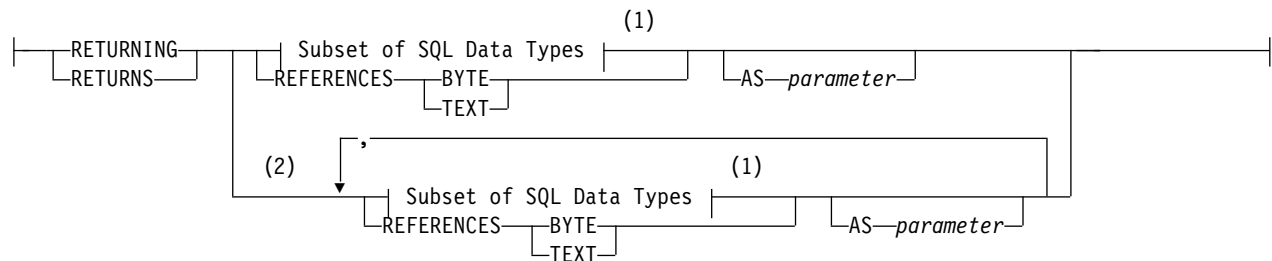 (1)
RETURNING Subset of SQL Data Types
RETURNS REFERENCES BYTE AS parameter
TEXT
,
(2) (1)
Subset of SQL Data Types
REFERENCES BYTE AS parameter
TEXT